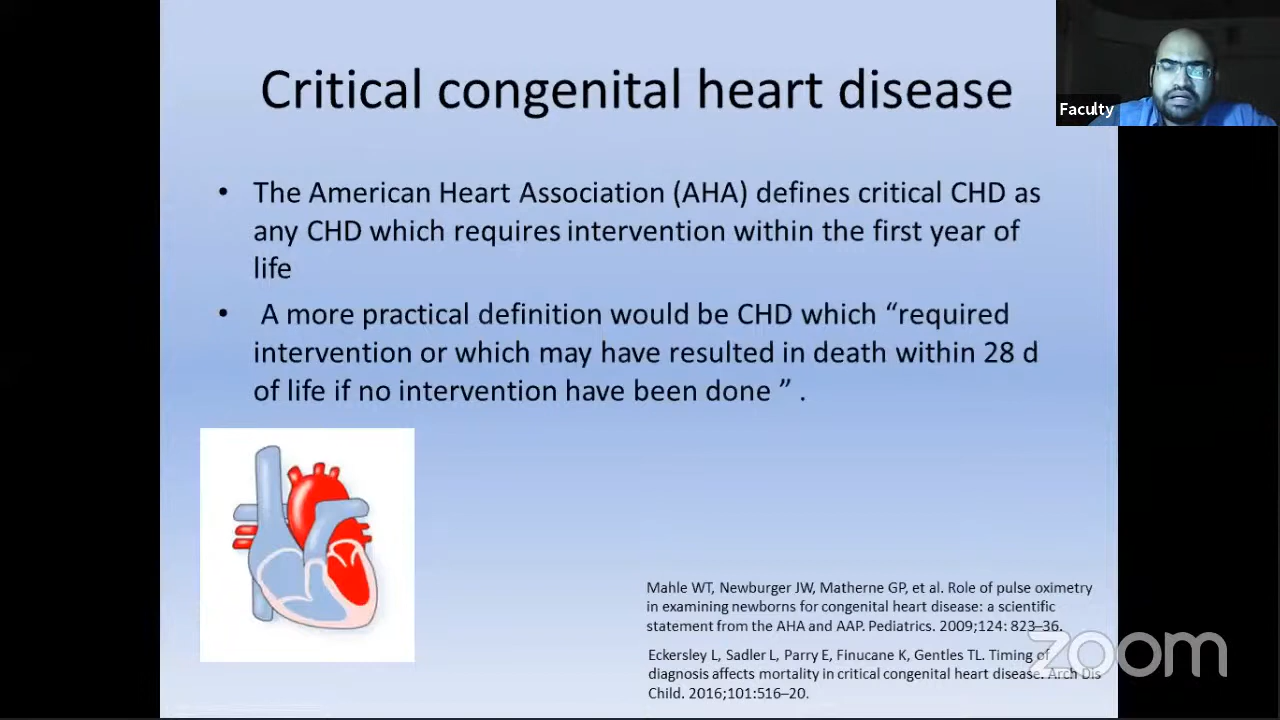 Critical congenital heart disease
Faculty
• The American Heart Association (AHA) defines critical CHD as
any CHD which requires intervention within the first year of
life
• A more practical definition would be CHD which “required
intervention or which may have resulted in death within 28 d
of life if no intervention have been done ” .
Mahle WT, Newburger JW, Matherne GP, et al. Role of pulse oximetry
in examining newborns for congenital heart disease: a scientific
statement from the AHA and AAP. Pediatrics. 2009;124: 823–36.
Eckersley L, Sadler L, Parry E, Finucane K, Gentles TL. Timing of
diagnosis affects mortality in critical congenital heart disease. Arch Dis
Child. 2016;101:516–20.
zoom